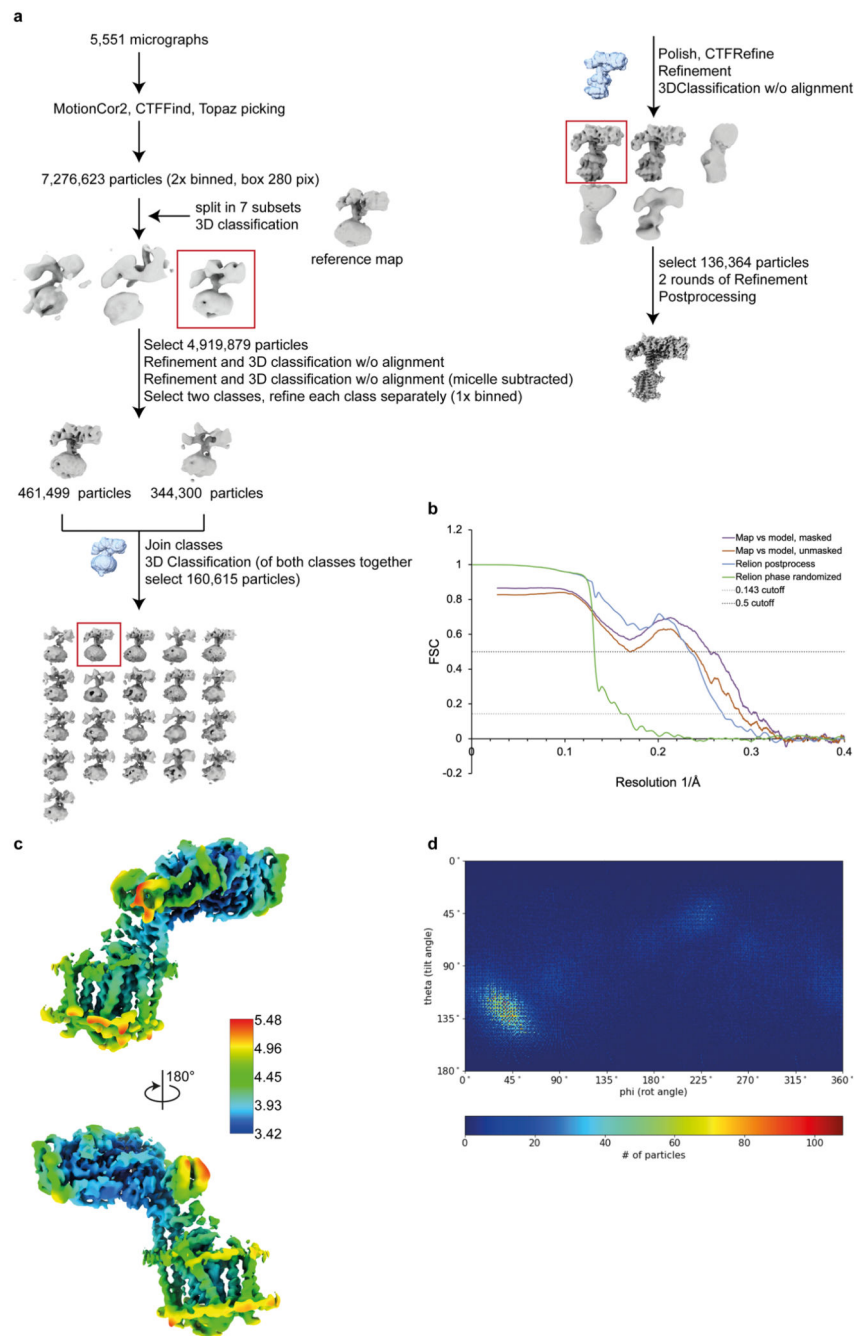 a
5,551 micrographs
MotionCor2, CTFFind, Topaz picking
7,276,623 particles (2x binned, box 280 pix)
split in 7 subsets
3D classification
reference map
Select 4,919,879 particles
Refinement and 3D classification w/o alignment
Refinement and 3D classification w/o alignment (micelle subtracted)
Select two classes, refine each class separately (1x binned)
461,499 particles
344,300 particles
Join classes
3D Classification (of both classes together
select 160,615 particles)
Polish, CTFRefine
Refinement
3DClassification w/o alignment
select 136,364 particles
2 rounds of Refinement
Postprocessing
b
1.2
1
0.8
0.6
0.4
0.2
0
-0.2
FSC
0.1
0.2
0.3
0.4
Resolution 1/Å
Map vs model, masked
Map vs model, unmasked
Relion postprocess
Relion phase randomized
0.143 cutoff
0.5 cutoff
c
5.48
4.96
4.45
3.93
3.42
180°
d
0°
45°
90°
135°
180°
theta (tilt angle)
0° 45° 90° 135° 180° 225° 270° 315° 360°
phi (rot angle)
0 20 40 60 80 100
# of particles